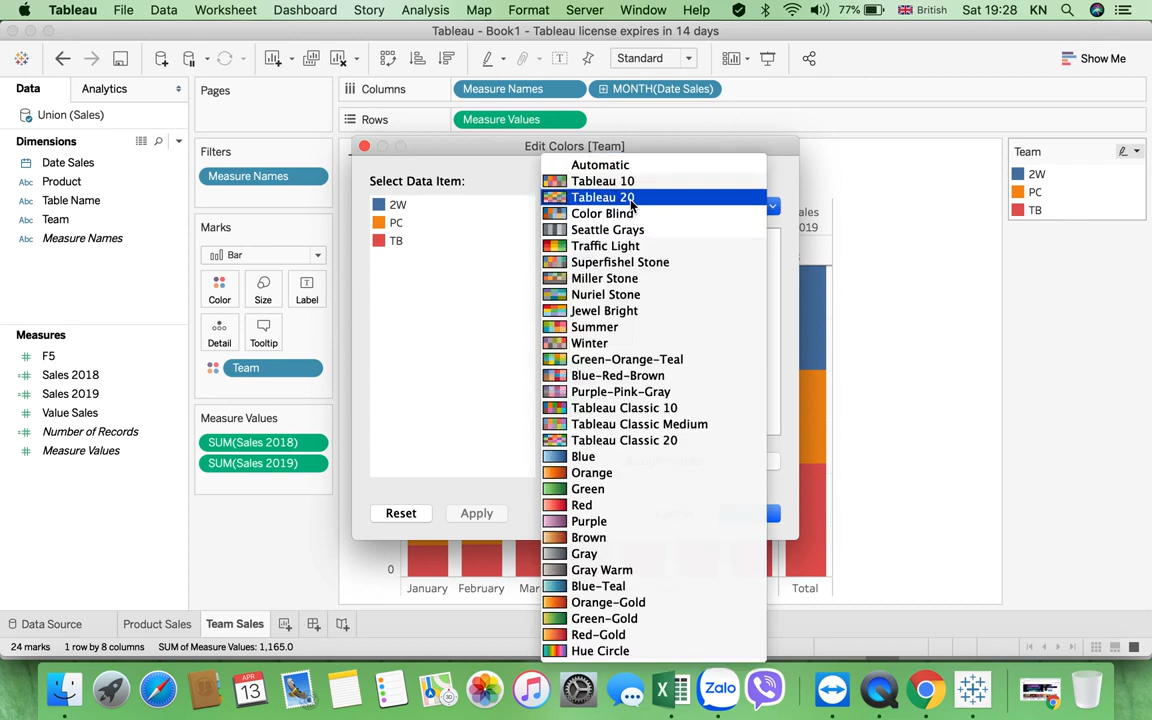 Tableau File Data Worksheet Dashboard Story Analysis Map Format Server Window Help 77% British Sat 19:28 KN
Tableau - Book1 - Tableau license expires in 14 days
Standard Show Me
Data Analytics
Union (Sales)
Dimensions
Date Sales
Abc Product
Abc Table Name
Abc Team
Abc Measure Names
Measures
F5
Sales 2018
Sales 2019
Value Sales
Number of Records
Measure Values
Pages
Filters
Measure Names
Marks
Bar
Color Size Label
Detail Tooltip
Team
Measure Values
SUM(Sales 2018)
SUM(Sales 2019)
Columns Measure Names MONTH(Date Sales)
Rows Measure Values
Edit Colors [Team]
Select Data Item:
2W
PC
TB
Reset Apply
Automatic
Tableau 10
Tableau 20
Color Blind
Seattle Grays
Traffic Light
Superfishel Stone
Miller Stone
Nuriel Stone
Jewel Bright
Summer
Winter
Green-Orange-Teal
Blue-Red-Brown
Purple-Pink-Gray
Tableau Classic 10
Tableau Classic Medium
Tableau Classic 20
Blue
Orange
Green
Red
Purple
Brown
Gray
Gray Warm
Blue-Teal
Orange-Gold
Green-Gold
Red-Gold
Hue Circle
ales
019
0
January February Mar Total
Team
2W
PC
TB
Data Source Product Sales Team Sales
24 marks 1 row by 8 columns SUM of Measure Values: 1,165.0
APR
13
Zalo